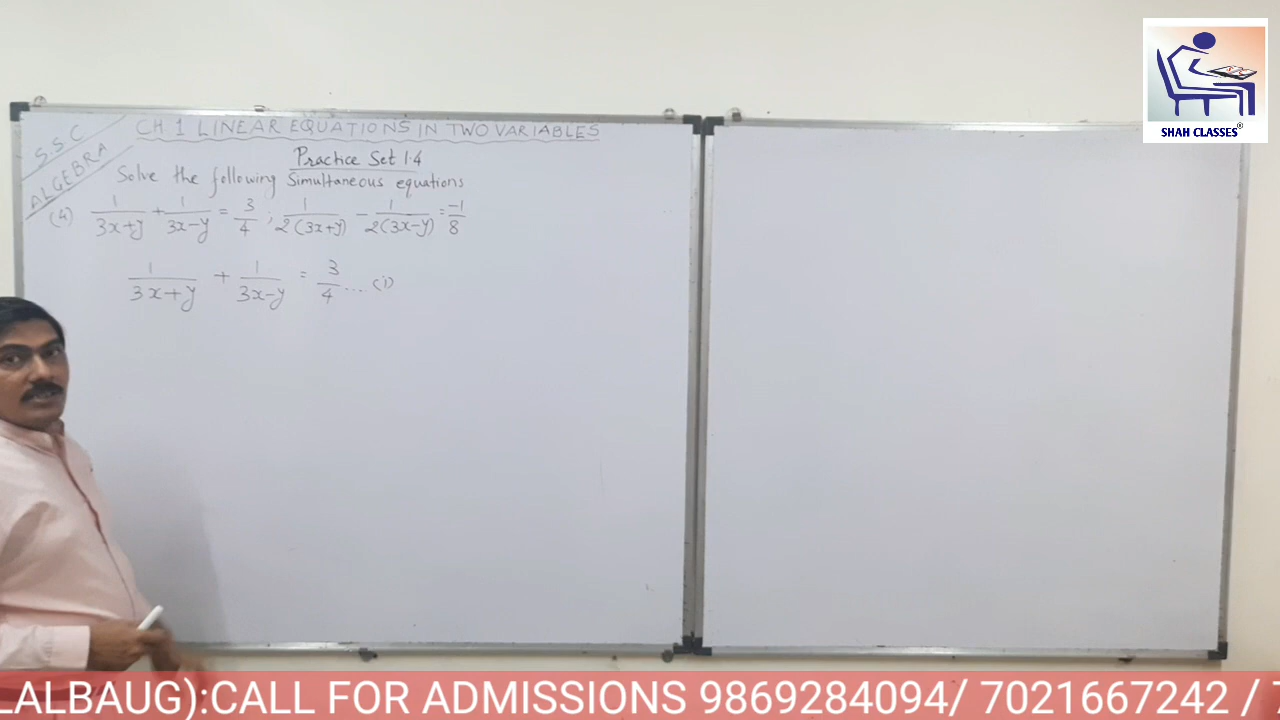 SHAH CLASSES®
S.S.C
ALGEBRA
CH. 1 LINEAR EQUATIONS IN TWO VARIABLES
Practice Set 1.4
Solve the following Simultaneous equations
(4) 1/(3x+y) + 1/(3x-y) = 3/4 ; 1/2(3x+y) - 1/2(3x-y) = -1/8
1/(3x+y) + 1/(3x-y) = 3/4 .... (i)
ALBAUG):CALL FOR ADMISSIONS 9869284094/ 7021667242 /